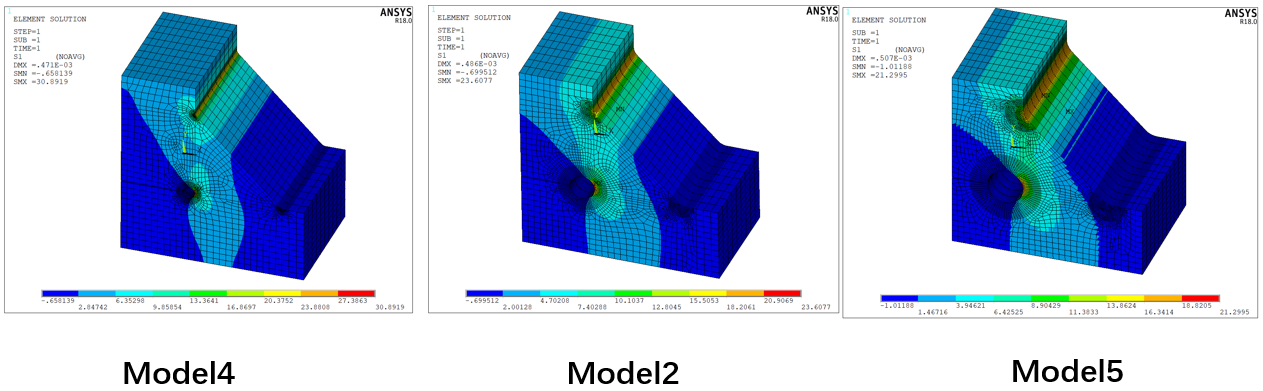 1
ANSYS
R18.0
ELEMENT SOLUTION
STEP=1
SUB =1
TIME=1
S1 (NOAVG)
DMX =.471E-03
SMN =-.658139
SMX =30.8919
-.658139 6.35298 13.3641 20.3752 27.3863
2.84742 9.85854 16.8697 23.8808 30.8919
Model4
1
ANSYS
R18.0
ELEMENT SOLUTION
STEP=1
SUB =1
TIME=1
S1 (NOAVG)
DMX =.486E-03
SMN =-.699512
SMX =23.6077
MN
X
-.699512 4.70208 10.1037 15.5053 20.9069
2.00128 7.40288 12.8045 18.2061 23.6077
Model2
1
ANSYS
R18.0
ELEMENT SOLUTION
SUB =1
TIME=1
S1 (NOAVG)
DMX =.507E-03
SMN =-1.01188
SMX =21.2995
-1.01188 3.94621 8.90429 13.8624 18.8205
1.46716 6.42525 11.3833 16.3414 21.2995
Model5